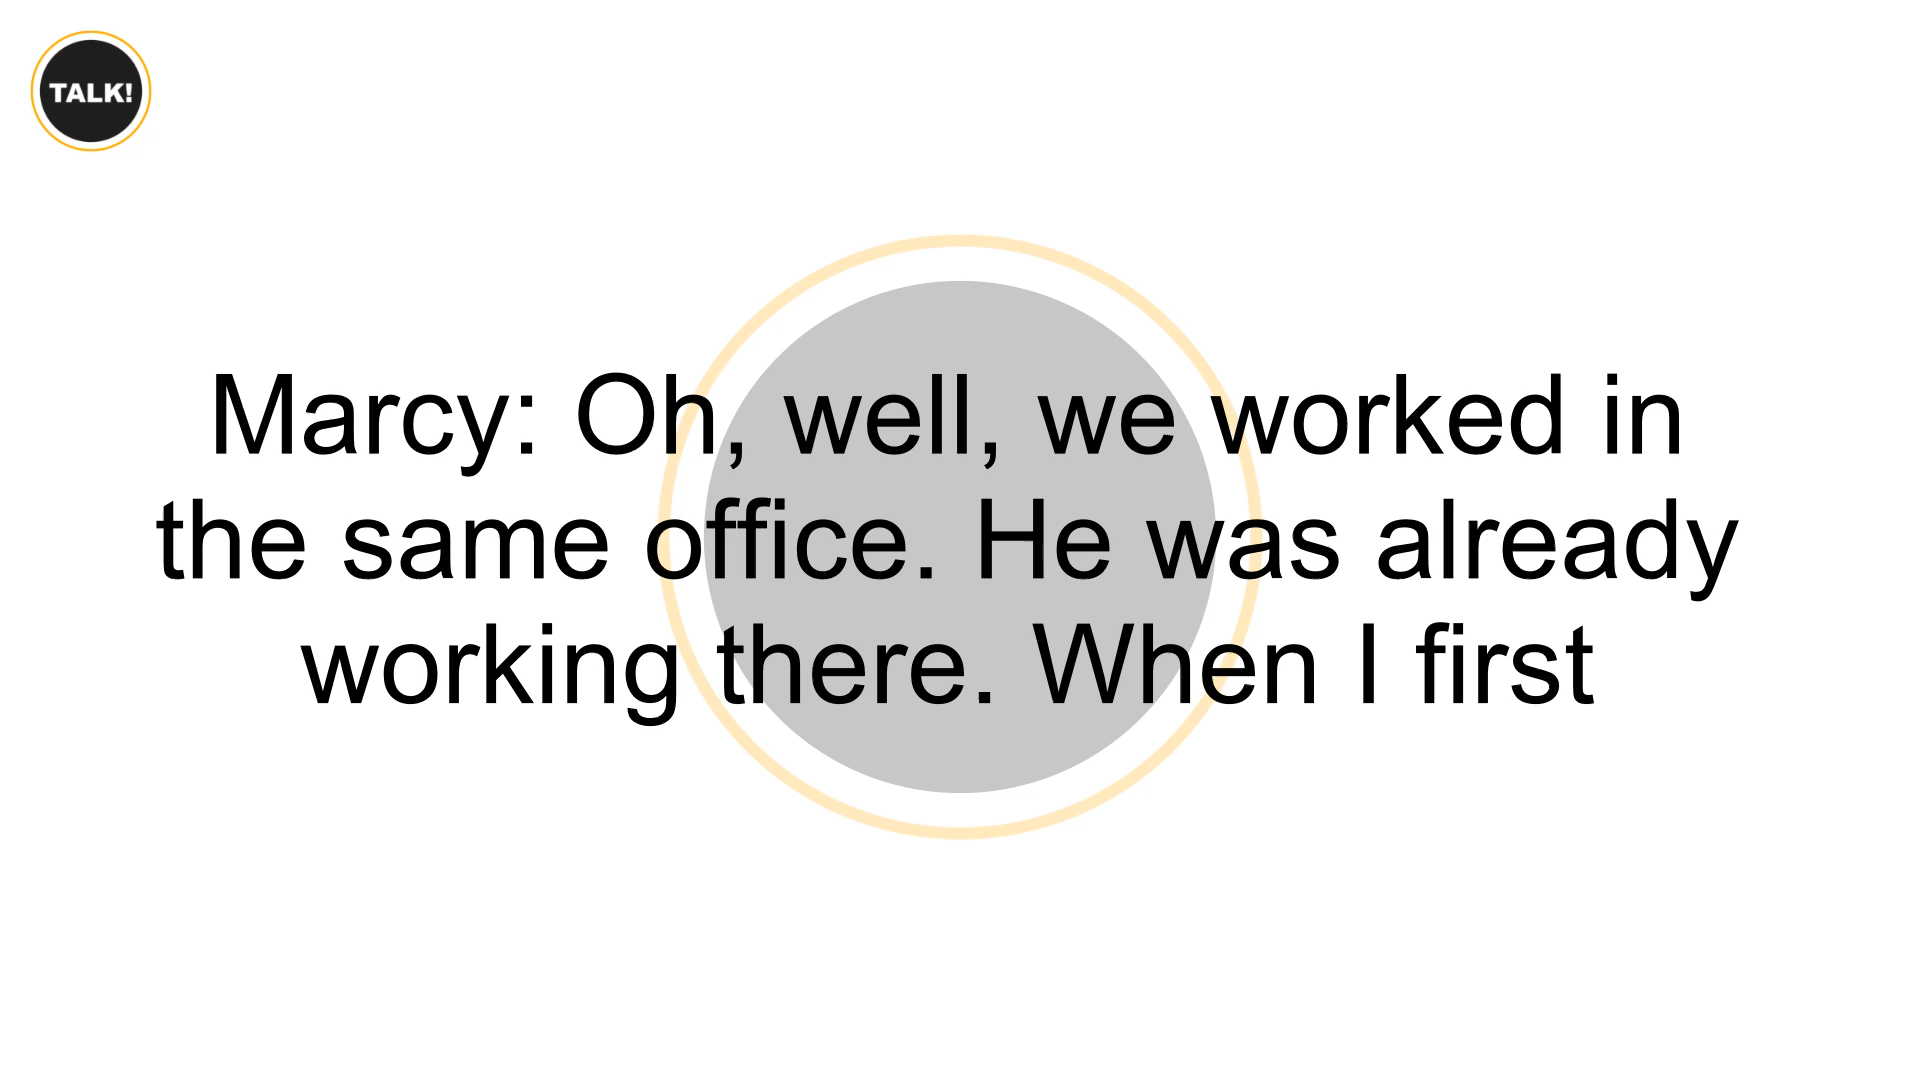 TALK!
Marcy: Oh, well, we worked in
the same office. He was already
working there. When I first